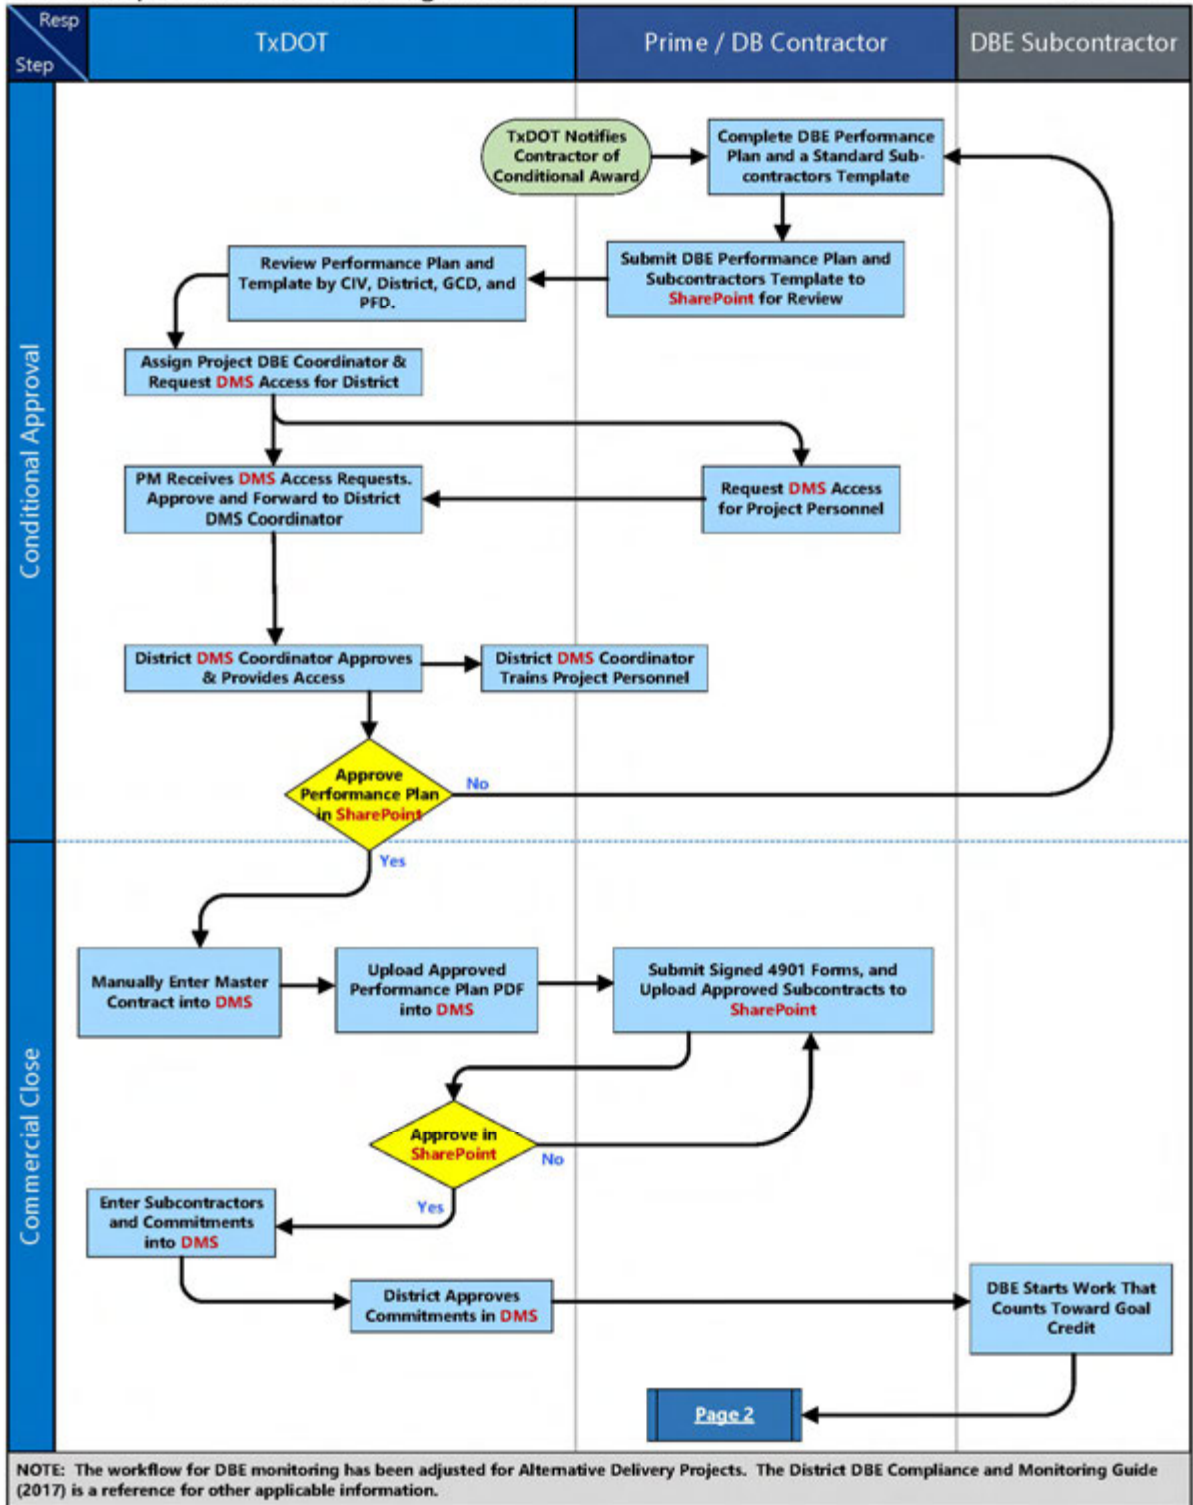 Resp
Step
TxDOT
Prime / DB Contractor
DBE Subcontractor
Conditional Approval
TxDOT Notifies
Contractor of
Conditional Award
Complete DBE Performance
Plan and a Standard Sub-
contractors Template
Submit DBE Performance Plan and
Subcontractors Template to
SharePoint for Review
Review Performance Plan and
Template by CIV, District, GCD, and
PFD.
Assign Project DBE Coordinator &
Request DMS Access for District
PM Receives DMS Access Requests.
Approve and Forward to District
DMS Coordinator
Request DMS Access
for Project Personnel
District DMS Coordinator Approves
& Provides Access
District DMS Coordinator
Trains Project Personnel
Approve
Performance Plan
in SharePoint
No
Yes
Commercial Close
Manually Enter Master
Contract into DMS
Upload Approved
Performance Plan PDF
into DMS
Submit Signed 4901 Forms, and
Upload Approved Subcontracts to
SharePoint
Approve in
SharePoint
No
Yes
Enter Subcontractors
and Commitments
into DMS
District Approves
Commitments in DMS
DBE Starts Work That
Counts Toward Goal
Credit
Page 2
NOTE: The workflow for DBE monitoring has been adjusted for Alternative Delivery Projects. The District DBE Compliance and Monitoring Guide
(2017) is a reference for other applicable information.